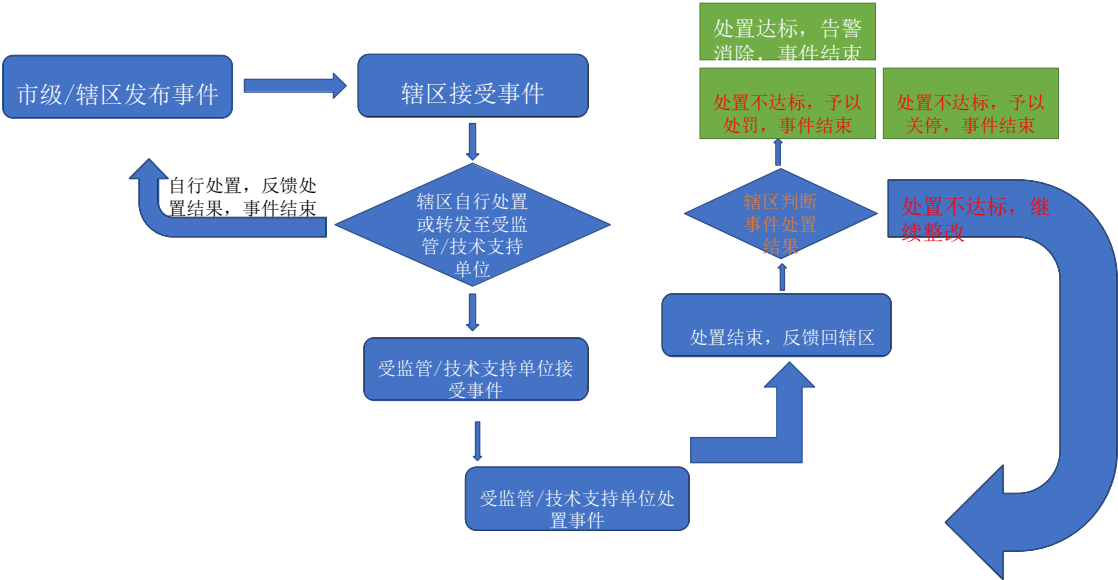 市级/辖区发布事件
辖区接受事件
自行处置，反馈处
置结果，事件结束
辖区自行处置
或转发至受监
管/技术支持
单位
受监管/技术支持单位接
受事件
受监管/技术支持单位处
置事件
处置结束，反馈回辖区
辖区判断
事件处置
结果
处置达标，告警
消除，事件结束
处置不达标，予以
处罚，事件结束
处置不达标，予以
关停，事件结束
处置不达标，继
续整改